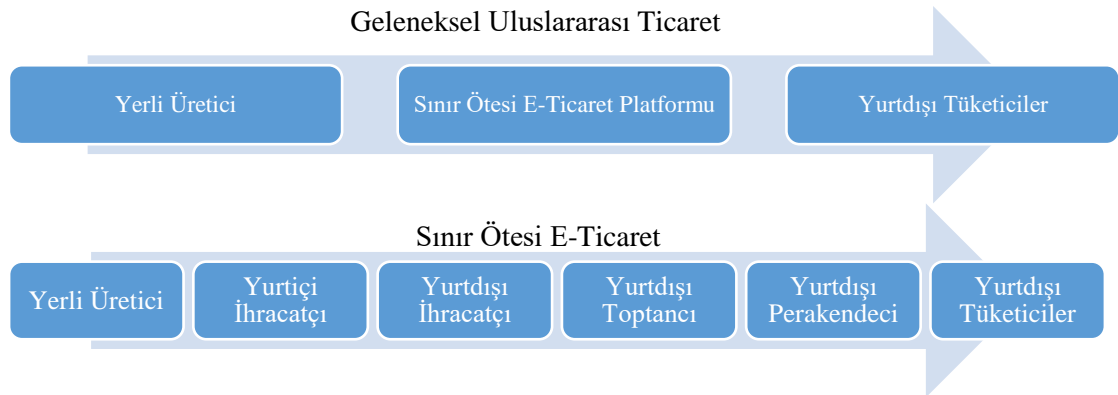 Geleneksel Uluslararası Ticaret
Yerli Üretici
Sınır Ötesi E-Ticaret Platformu
Yurtdışı Tüketiciler
Sınır Ötesi E-Ticaret
Yerli Üretici
Yurtiçi
İhracatçı
Yurtdışı
İhracatçı
Yurtdışı
Toptancı
Yurtdışı
Perakendeci
Yurtdışı
Tüketiciler